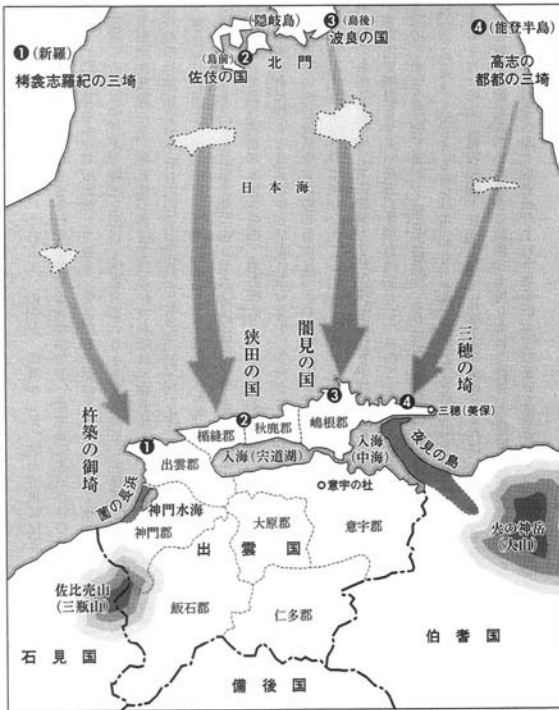 ❶(新羅)
栲衾志羅紀の三埼
(隠岐島)
(島前)❷
佐伎の国
北門
❸(島後)
波良の国
❹(能登半島)
高志の
都都の三埼
日本海
杵築の御埼
狭田の国
闇見の国
三穂の埼
❶
出雲郡
楯縫郡
❷
秋鹿郡
❸
嶋根郡
❹
三穂(美保)
入海(宍道湖)
入海
(中海)
夜見の島
薗の長浜
神門水海
神門郡
意宇の杜
大原郡
意宇郡
出雲国
火の神岳
(大山)
佐比売山
(三瓶山)
飯石郡
仁多郡
石見国
備後国
伯耆国